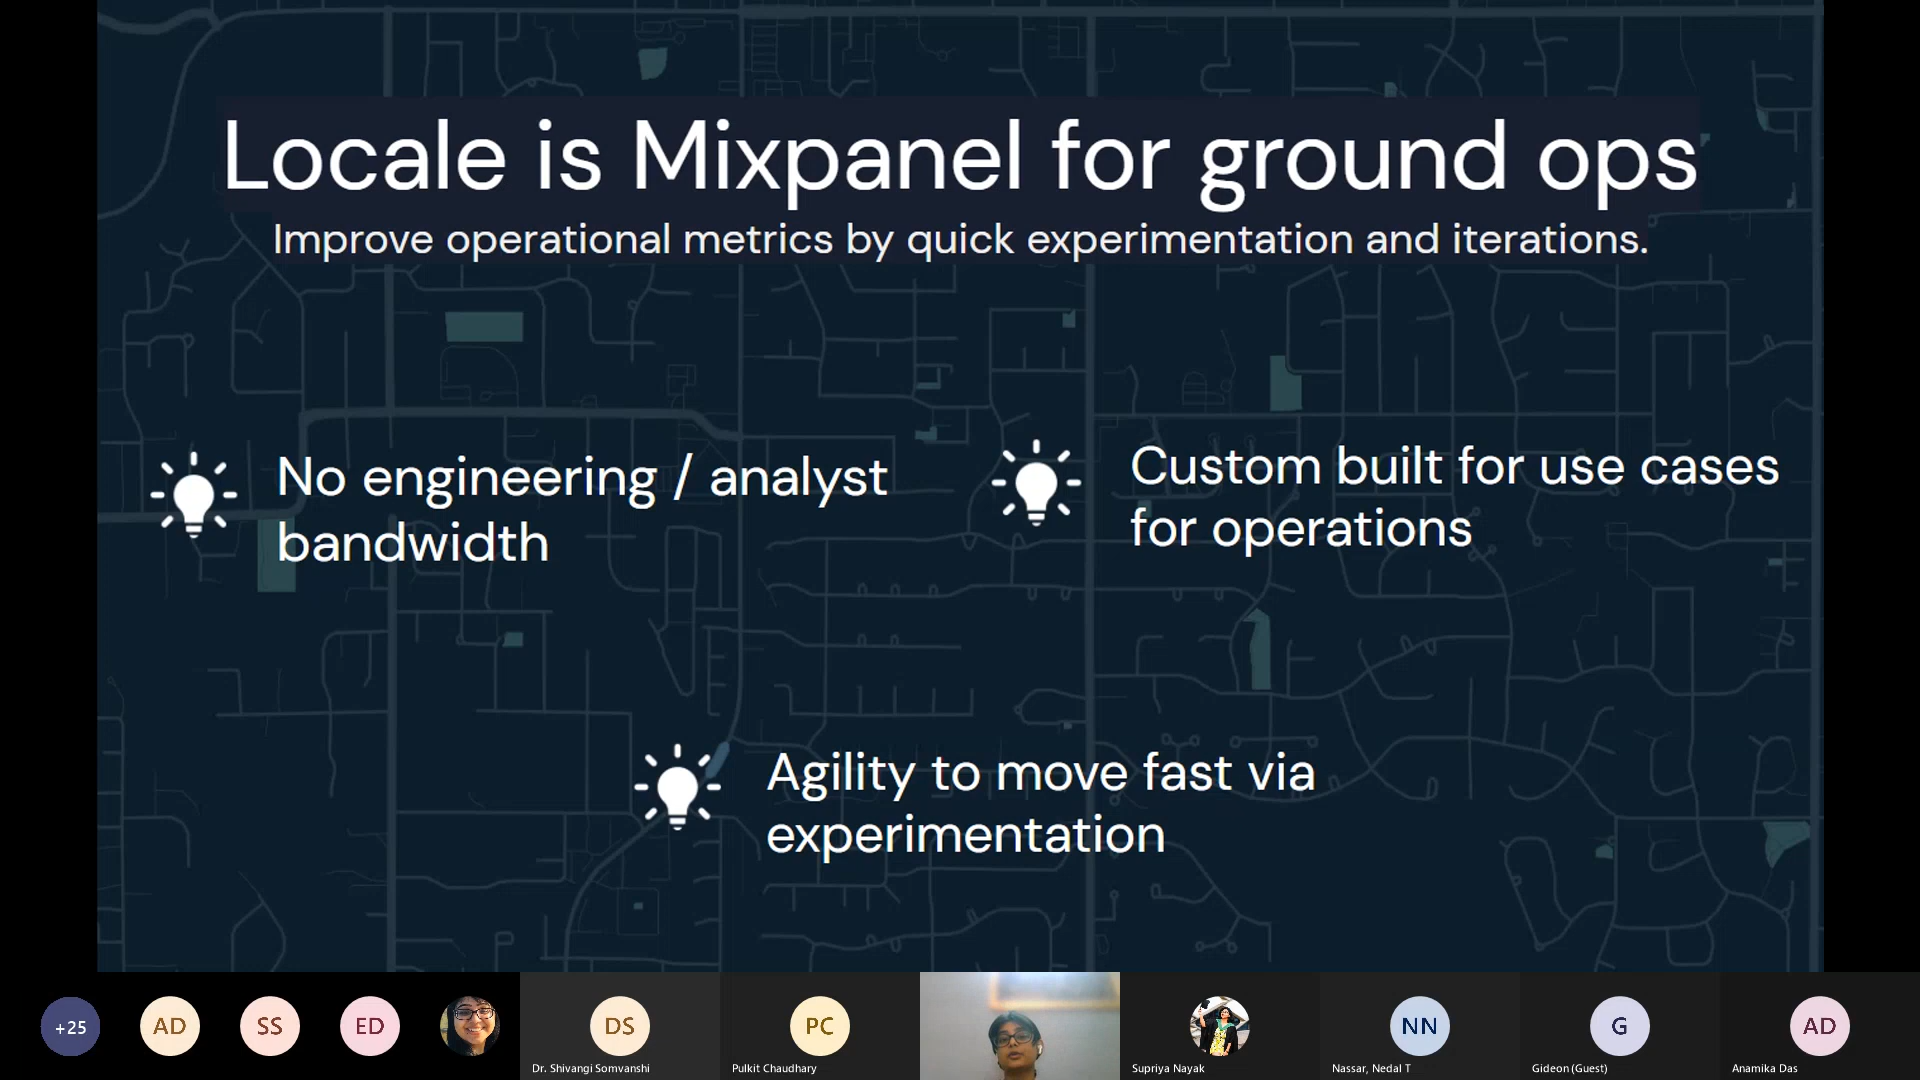 Locale is Mixpanel for ground ops
Improve operational metrics by quick experimentation and iterations.
No engineering / analyst
bandwidth
Custom built for use cases
for operations
Agility to move fast via
experimentation
+25
AD
SS
ED
DS
Dr. Shivangi Somvanshi
PC
Pulkit Chaudhary
Supriya Nayak
NN
Nassar, Nedal T
G
Gideon (Guest)
AD
Anamika Das